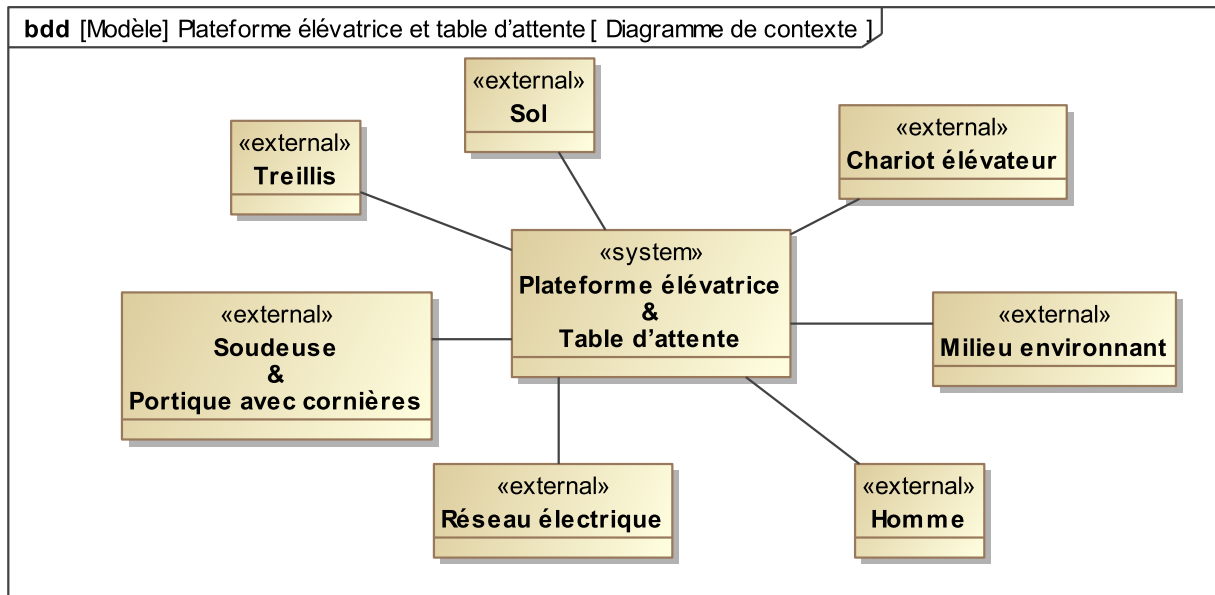 bdd [Modèle] Plateforme élévatrice et table d'attente [ Diagramme de contexte ]
«external»
Sol
«external»
Treillis
«external»
Chariot élévateur
«system»
Plateforme élévatrice
&
Table d'attente
«external»
Soudeuse
&
Portique avec cornières
«external»
Milieu environnant
«external»
Réseau électrique
«external»
Homme